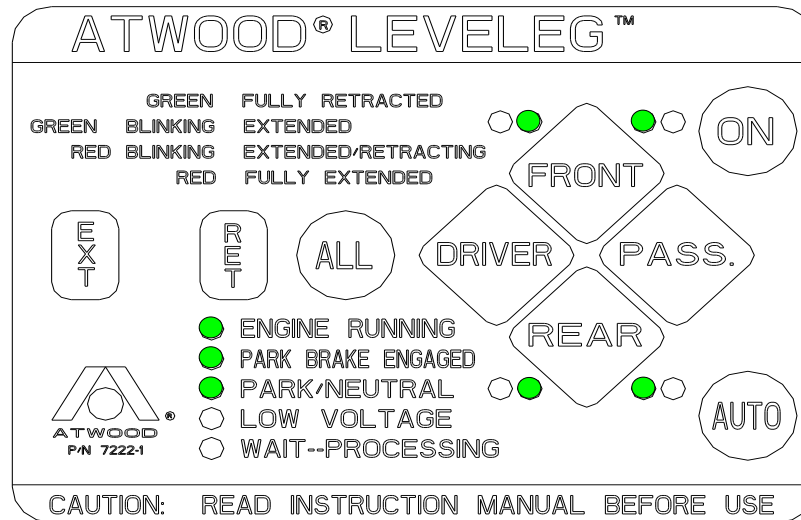 ATWOOD® LEVELEG™
GREEN FULLY RETRACTED
GREEN BLINKING EXTENDED
RED BLINKING EXTENDED/RETRACTING
RED FULLY EXTENDED
ON
FRONT
EXT
RET
ALL
DRIVER
PASS.
REAR
ENGINE RUNNING
PARK BRAKE ENGAGED
PARK/NEUTRAL
LOW VOLTAGE
WAIT--PROCESSING
AUTO
ATWOOD®
P/N 7222-1
CAUTION: READ INSTRUCTION MANUAL BEFORE USE